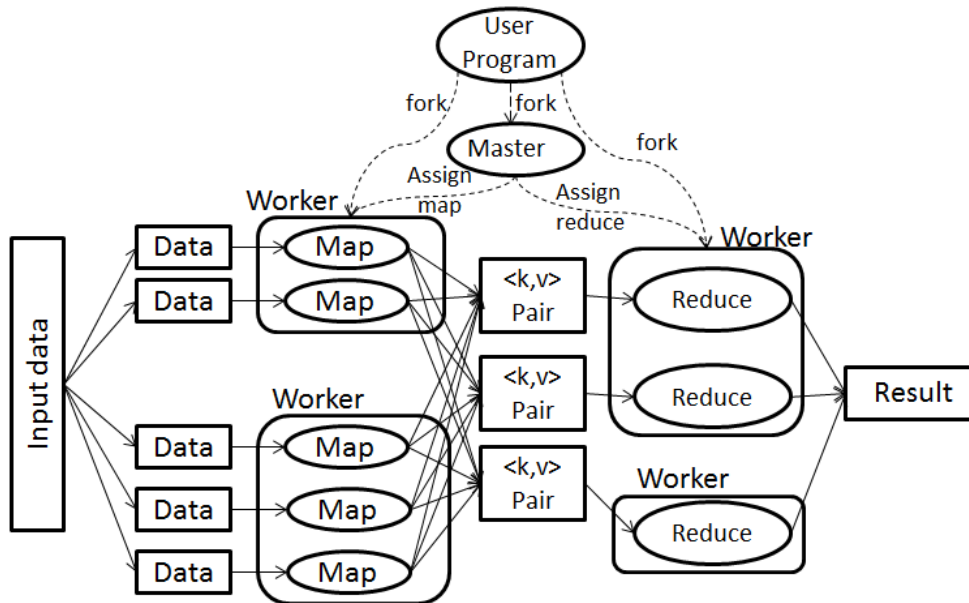 User
Program
fork
fork
fork
Master
Assign
map
Assign
reduce
Worker
Worker
Input data
Data
Map
Data
Map
<k,v>
Pair
Reduce
<k,v>
Pair
Reduce
Result
Worker
Data
Map
Data
Map
Data
Map
<k,v>
Pair
Worker
Reduce